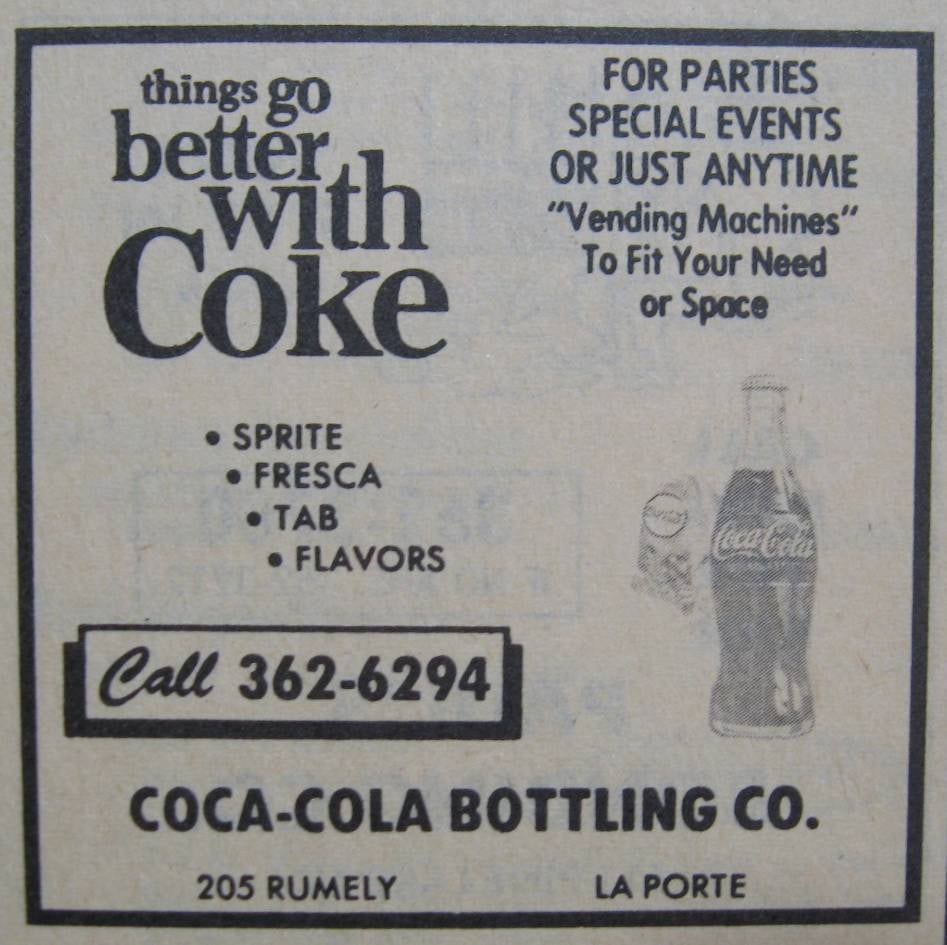 things go
better
with
Coke
FOR PARTIES
SPECIAL EVENTS
OR JUST ANYTIME
"Vending Machines"
To Fit Your Need
or Space
• SPRITE
• FRESCA
• TAB
• FLAVORS
Coca-Cola
Call 362-6294
COCA-COLA BOTTLING CO.
205 RUMELY LA PORTE